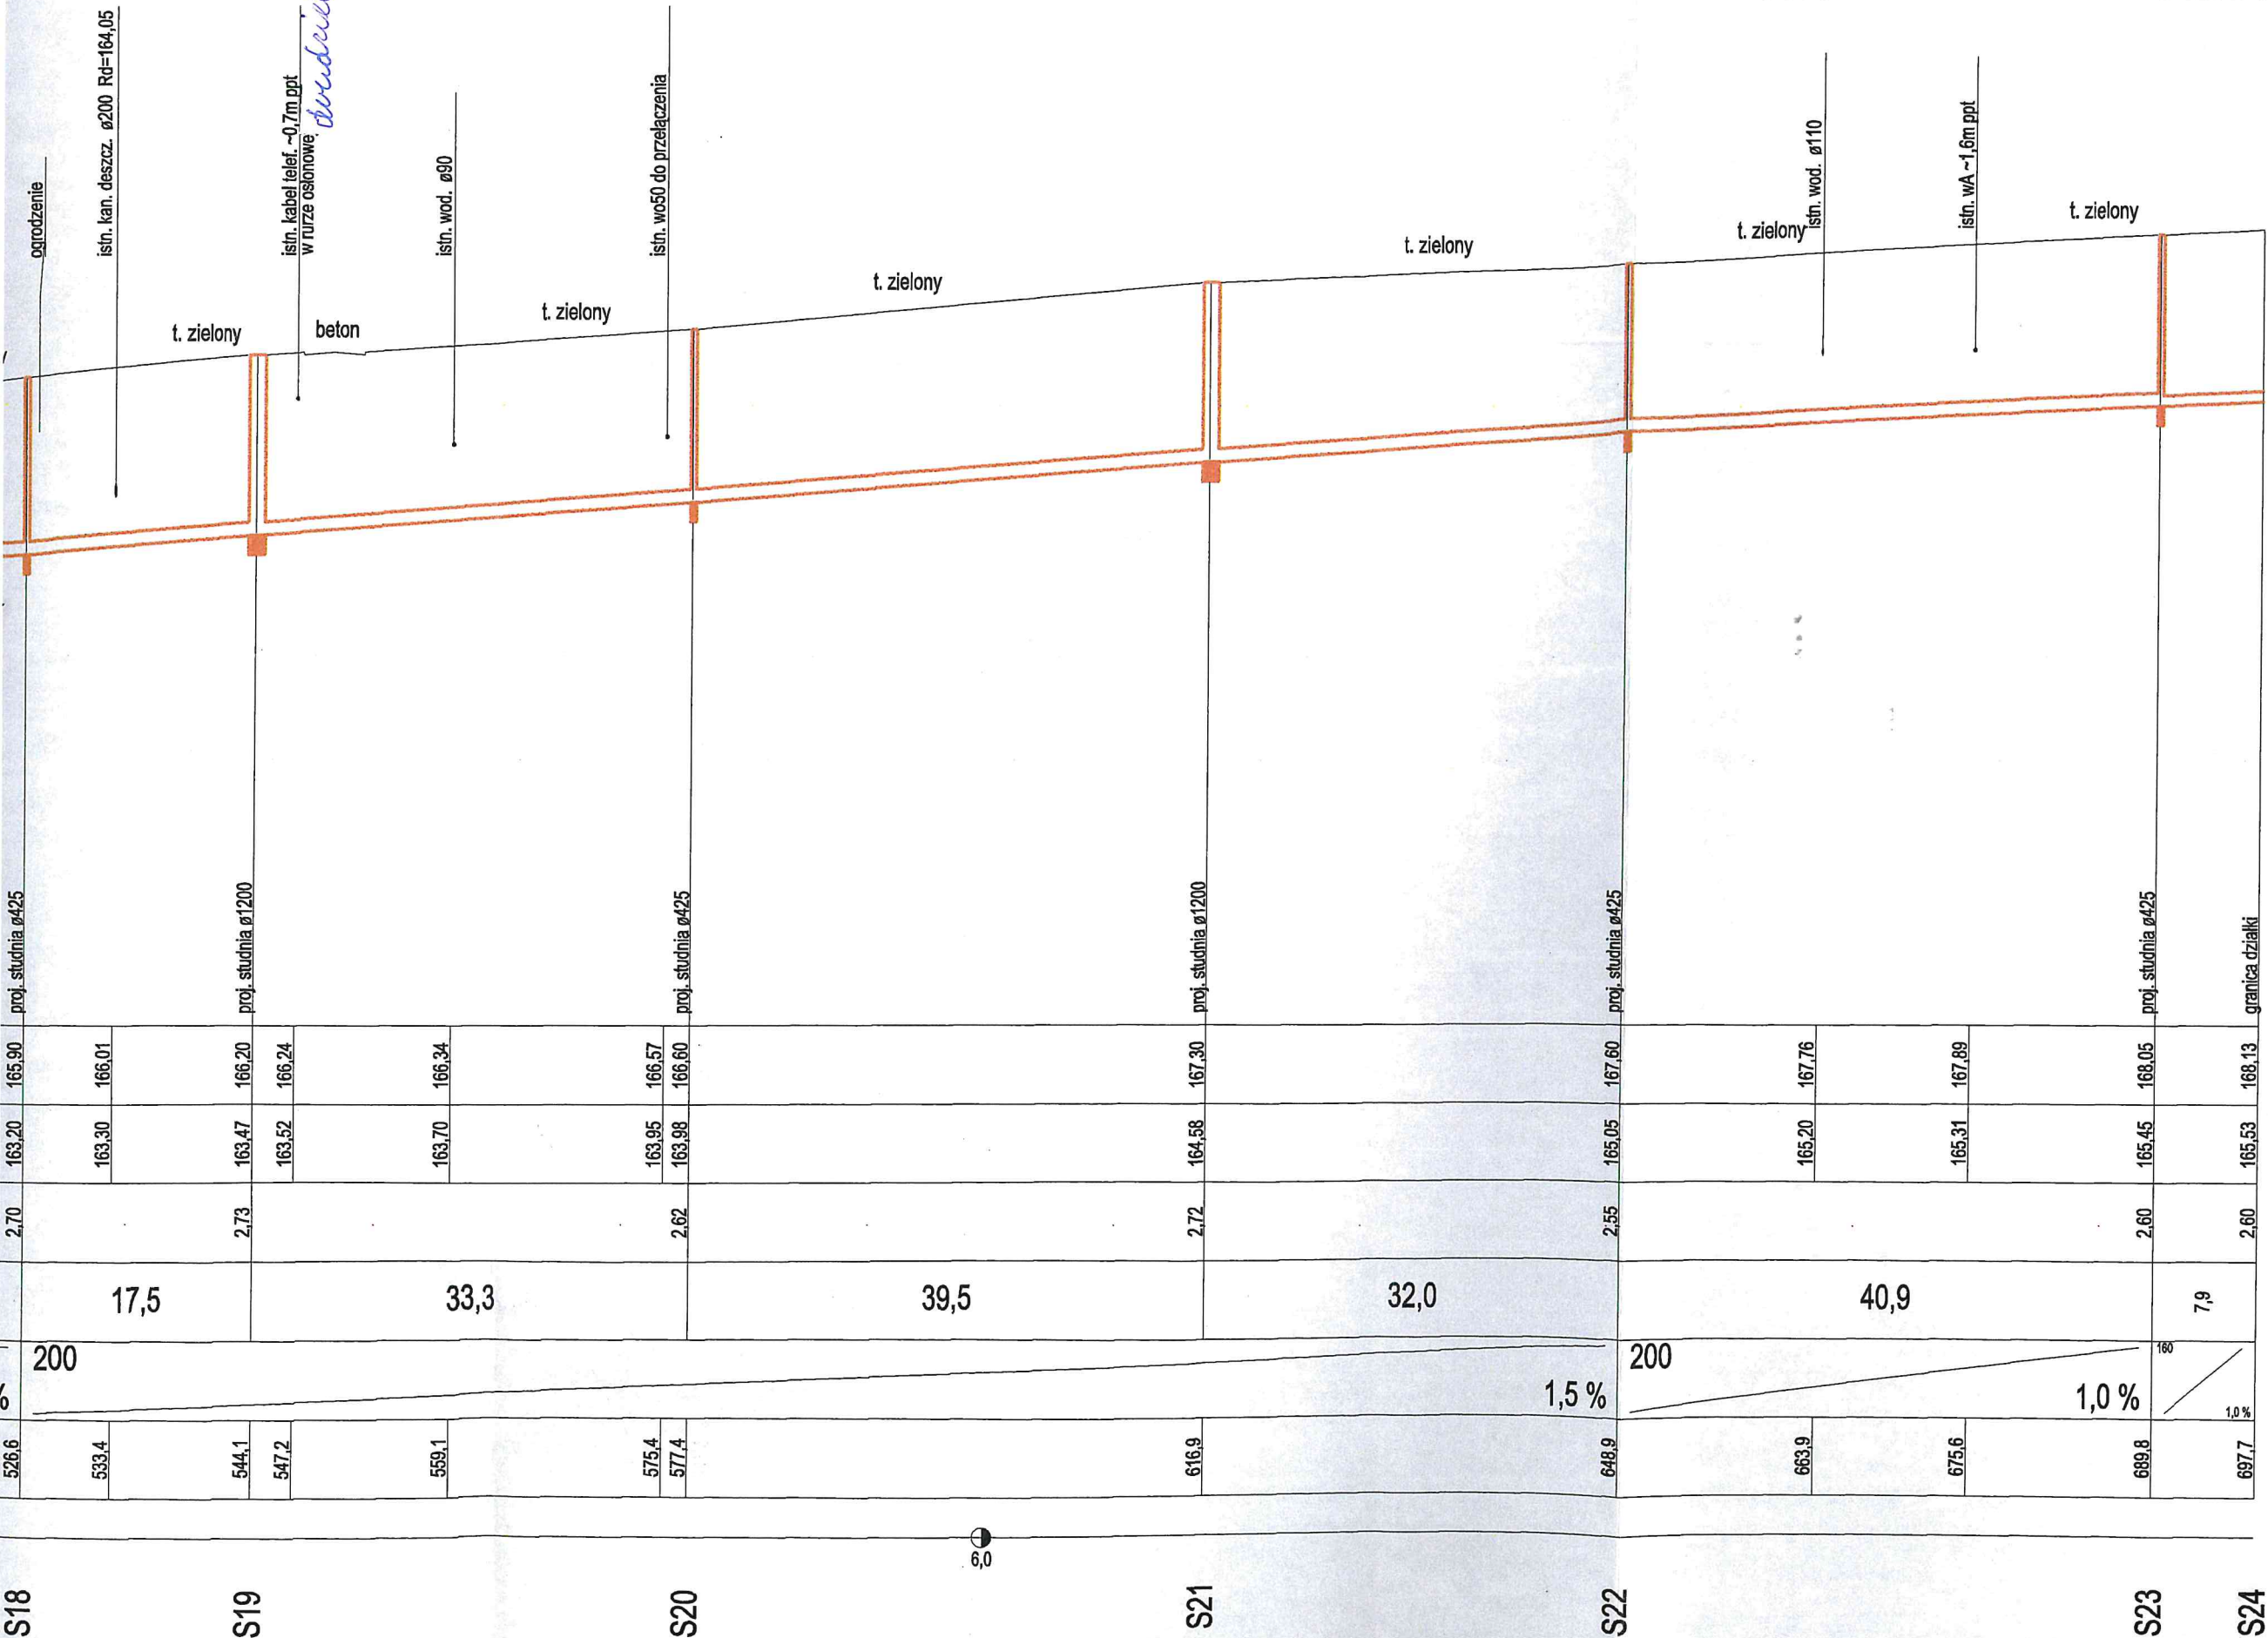 ogrodzenie
istn. kan. deszcz. ø200 Rd=164,05
istn. kabel telef. ~0,7m ppt
w rurze osłonowe
istn. wod. ø90
istn. wo50 do przełączenia
istn. wod. ø110
istn. wA ~1,6m ppt
t. zielony
beton
t. zielony
t. zielony
t. zielony
t. zielony
t. zielony
proj. studnia ø425
proj. studnia ø1200
proj. studnia ø425
proj. studnia ø1200
proj. studnia ø425
proj. studnia ø425
granica działki
165,90 166,01 166,20 166,24 166,34 166,57 166,60 167,30 167,60 167,76 167,89 168,05 168,13
163,20 163,30 163,47 163,52 163,70 163,95 163,98 164,58 165,05 165,20 165,31 165,45 165,53
2,70 2,73 2,62 2,72 2,55 2,60 2,60
17,5 33,3 39,5 32,0 40,9 7,9
200 200 160
% 1,5 % 1,0 % 1,0 %
526,6 533,4 544,1 547,2 559,1 575,4 577,4 616,9 648,9 663,9 675,6 689,8 697,7
6,0
S18 S19 S20 S21 S22 S23 S24